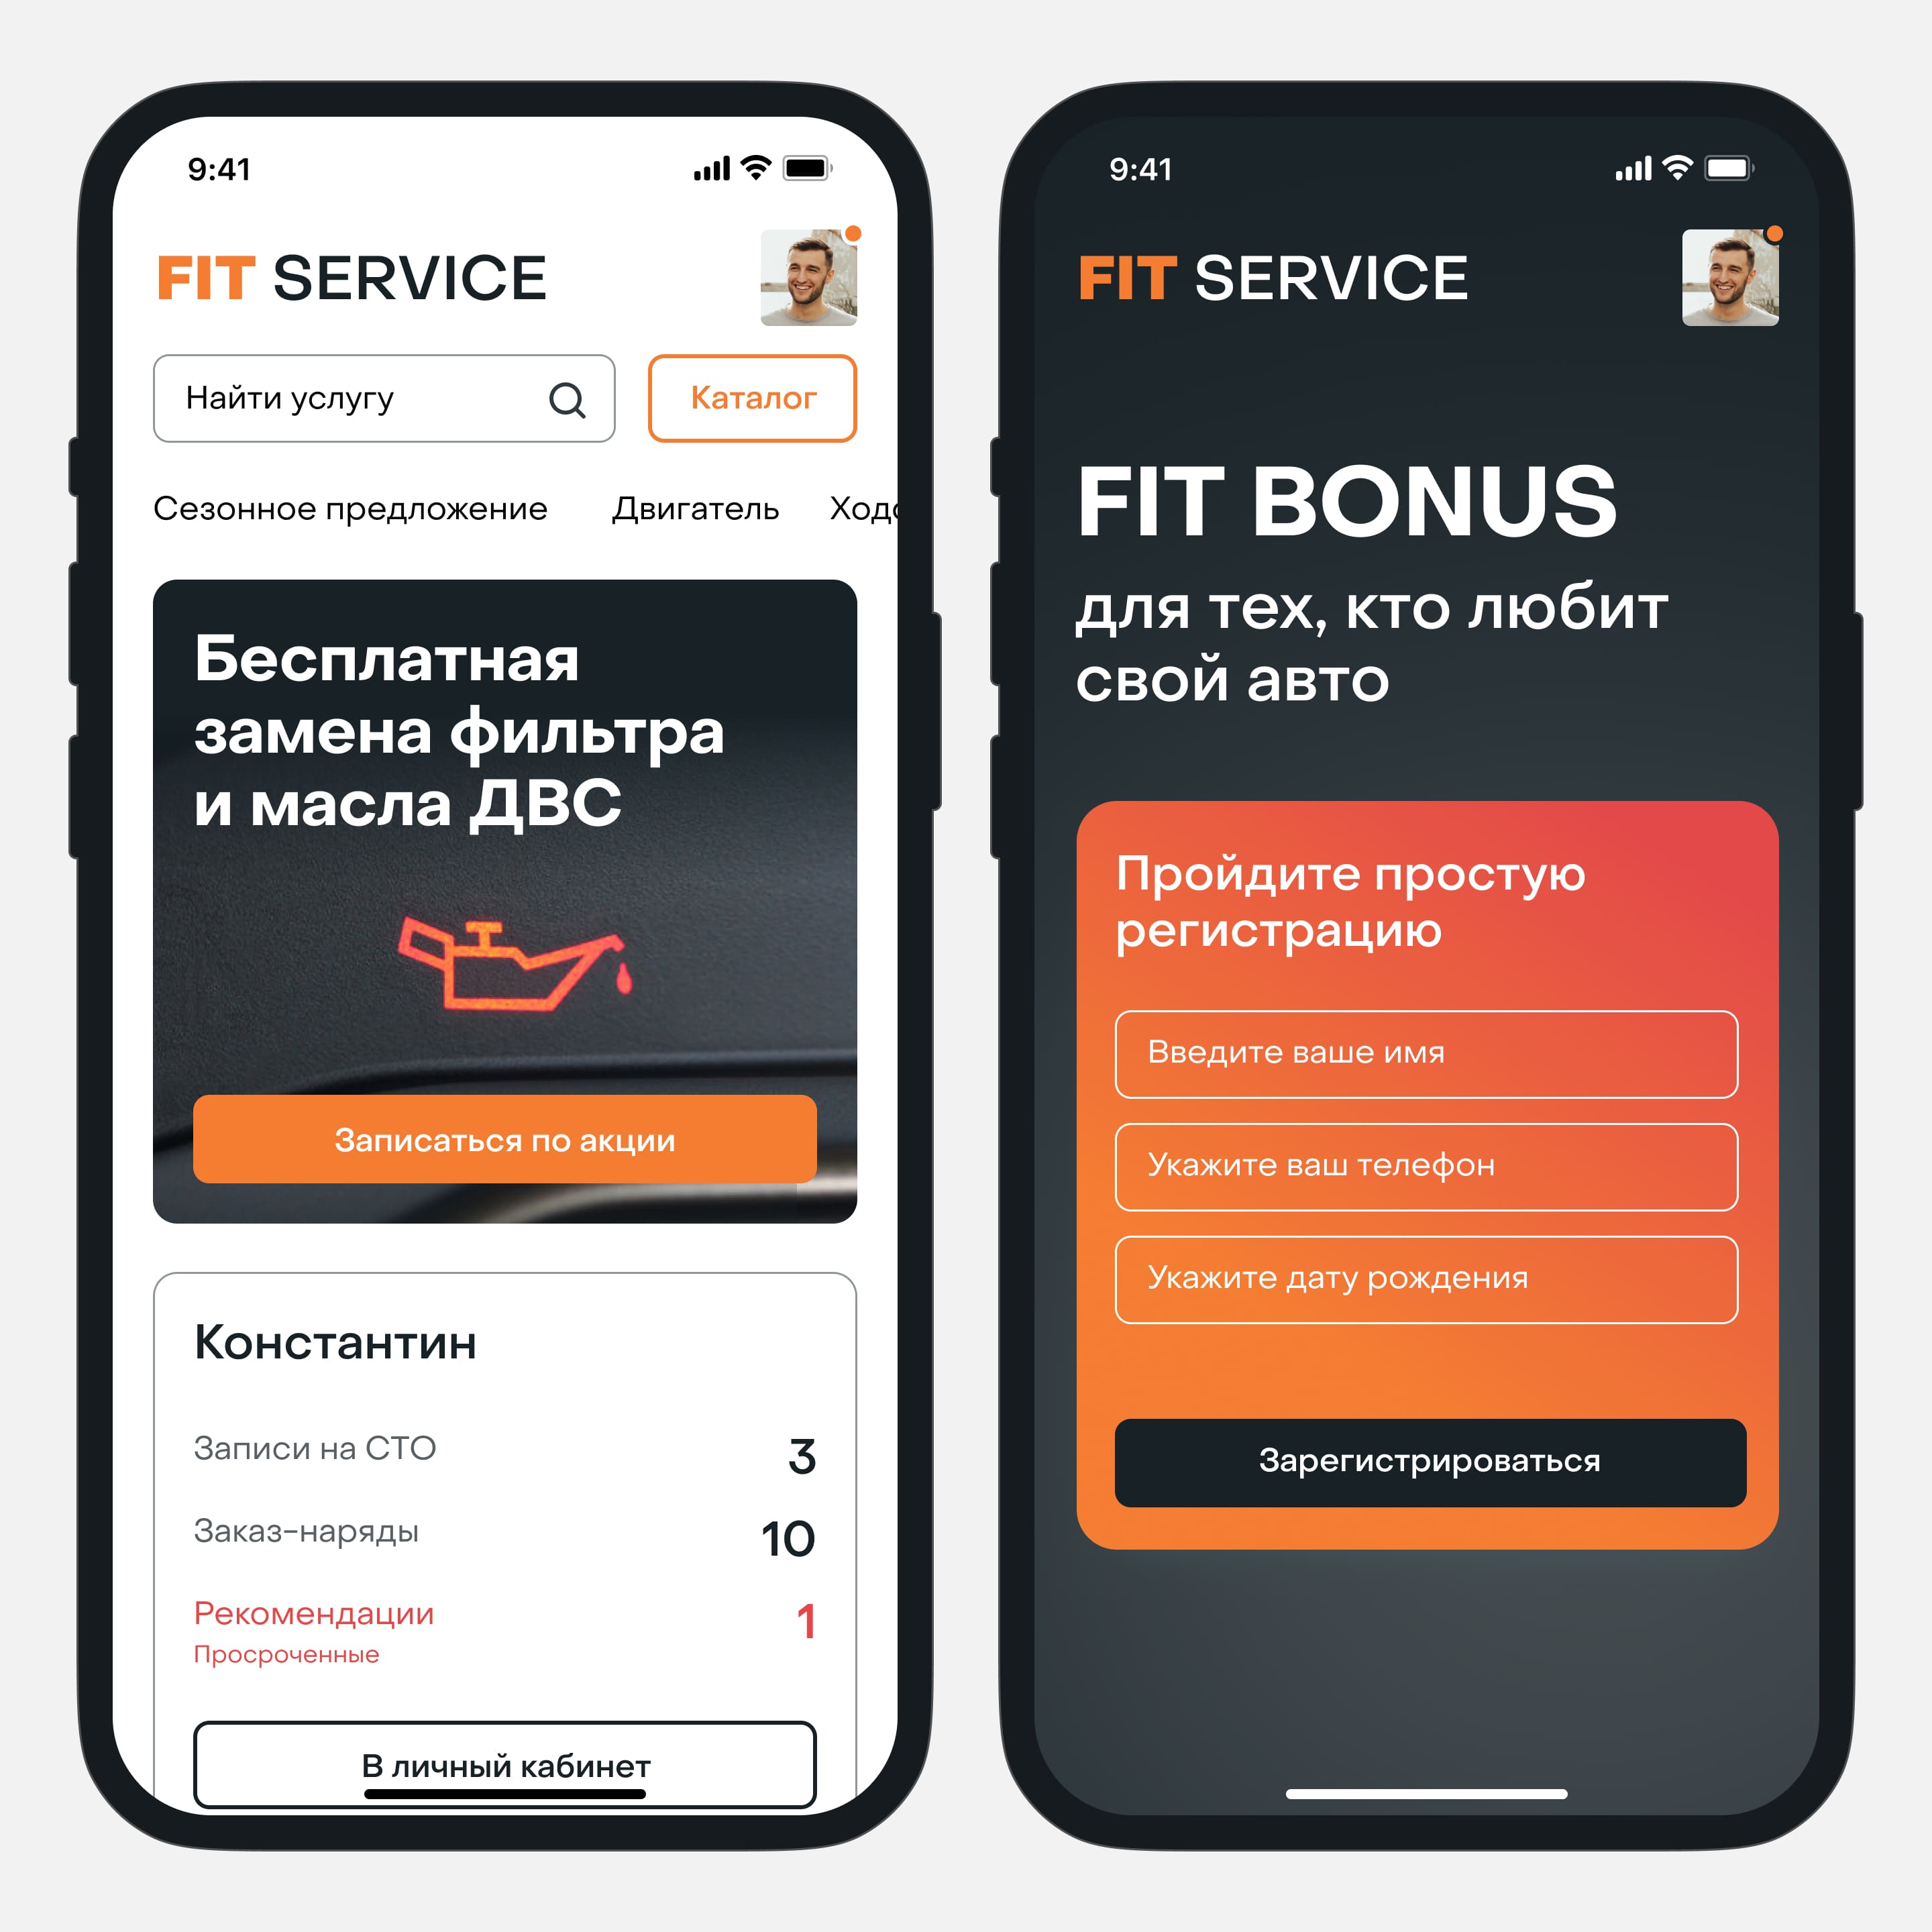 9:41
FIT SERVICE
Найти услугу
Каталог
Сезонное предложение Двигатель
Бесплатная
замена фильтра
и масла ДВС
Записаться по акции
Константин
Записи на СТО 3
Заказ-наряды 10
Рекомендации 1
Просроченные
В личный кабинет
9:41
FIT SERVICE
FIT BONUS
для тех, кто любит
свой авто
Пройдите простую
регистрацию
Введите ваше имя
Укажите ваш телефон
Укажите дату рождения
Зарегистрироваться